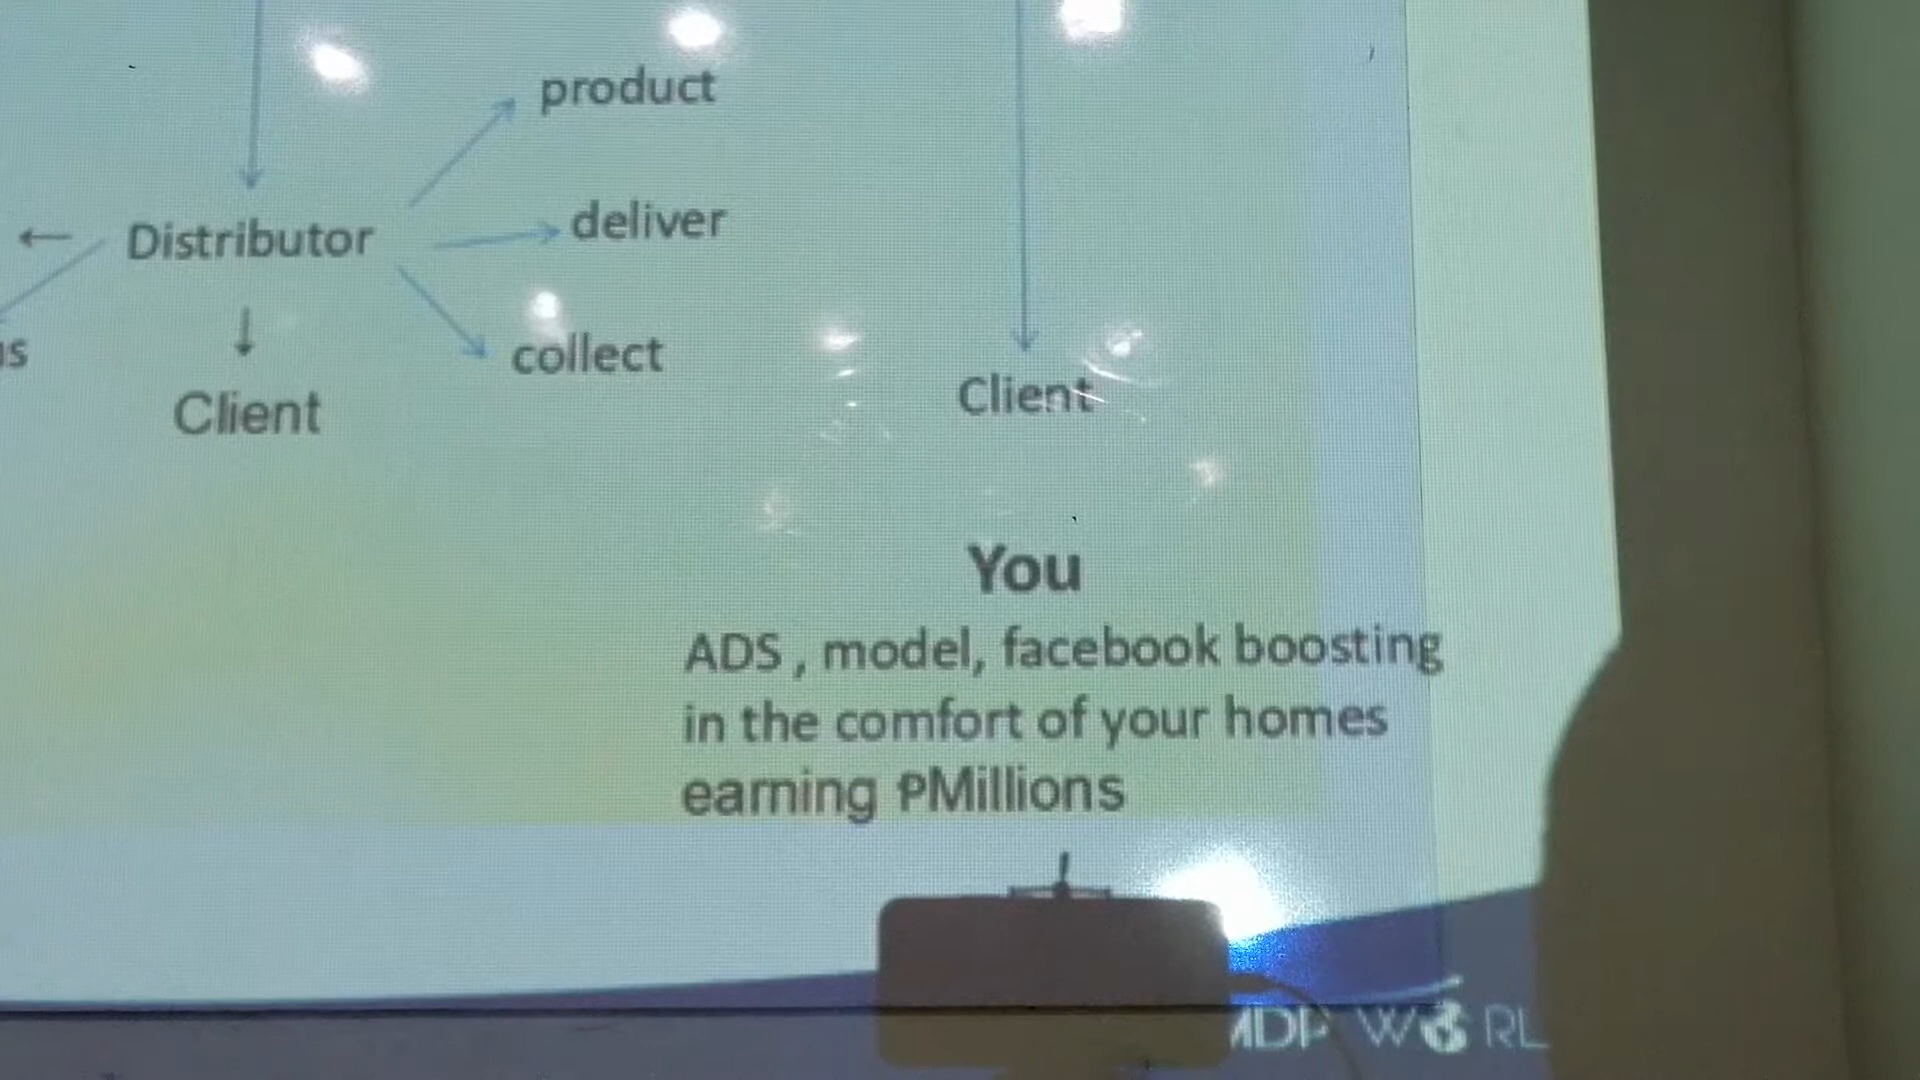 product
deliver
← Distributor
collect
↓
Client
Client
You
ADS , model, facebook boosting
in the comfort of your homes
earning ₱Millions